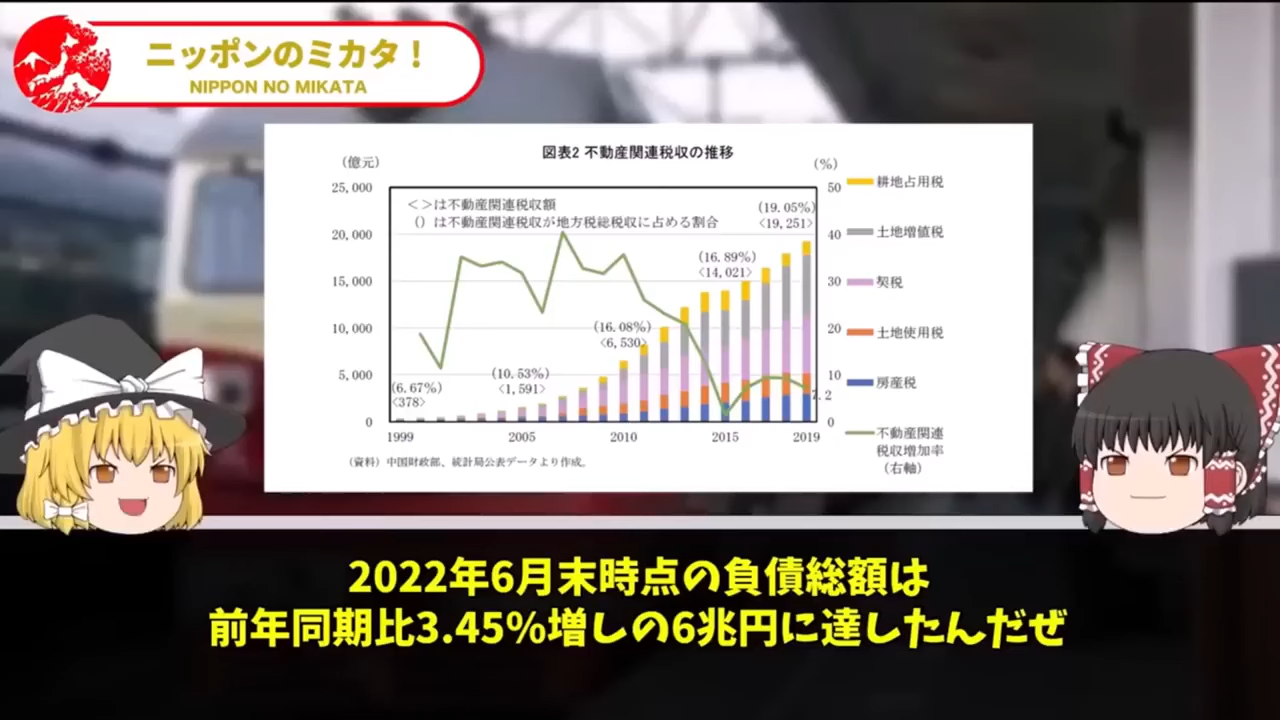 ニッポンのミカタ！
NIPPON NO MIKATA
図表2 不動産関連税収の推移
（億元）
（%）
25,000
20,000
15,000
10,000
5,000
0
<>は不動産関連税収額
（）は不動産関連税収が地方税総税収に占める割合
(6.67%)
<378>
(10.53%)
<1,591>
(16.08%)
<6,530>
(16.89%)
<14,021>
(19.05%)
<19,251>
7.2
50
40
30
20
10
0
1999
2005
2010
2015
2019
耕地占用税
土地増値税
契税
土地使用税
房産税
不動産関連
税収増加率
（右軸）
（資料）中国財政部、統計局公表データより作成。
2022年6月末時点の負債総額は
前年同期比3.45%増しの6兆円に達したんだぜ